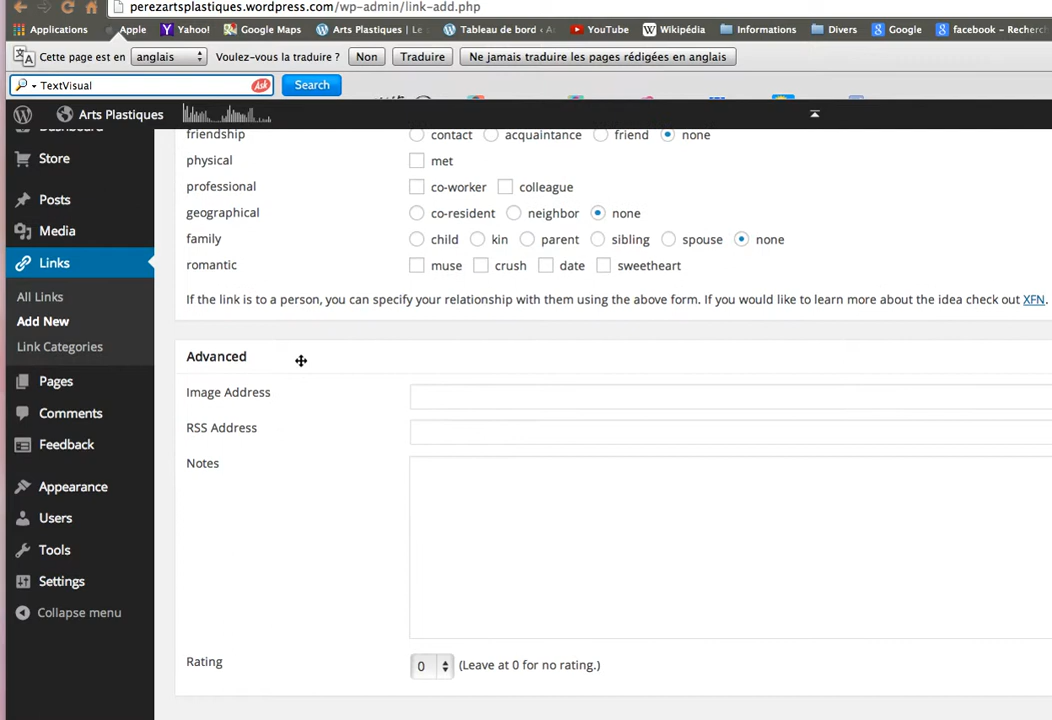 perezartsplastiques.wordpress.com/wp-admin/link-add.php
Applications Apple Yahoo! Google Maps Arts Plastiques | Le Tableau de bord ‹ A YouTube Wikipédia Informations Divers Google facebook – Recherc
Cette page est en anglais Voulez-vous la traduire ? Non Traduire Ne jamais traduire les pages rédigées en anglais
TextVisual Ask Search
Arts Plastiques
Dashboard
Store
Posts
Media
Links
All Links
Add New
Link Categories
Pages
Comments
Feedback
Appearance
Users
Tools
Settings
Collapse menu
friendship contact acquaintance friend none
physical met
professional co-worker colleague
geographical co-resident neighbor none
family child kin parent sibling spouse none
romantic muse crush date sweetheart
If the link is to a person, you can specify your relationship with them using the above form. If you would like to learn more about the idea check out XFN.
Advanced
Image Address
RSS Address
Notes
Rating 0 (Leave at 0 for no rating.)